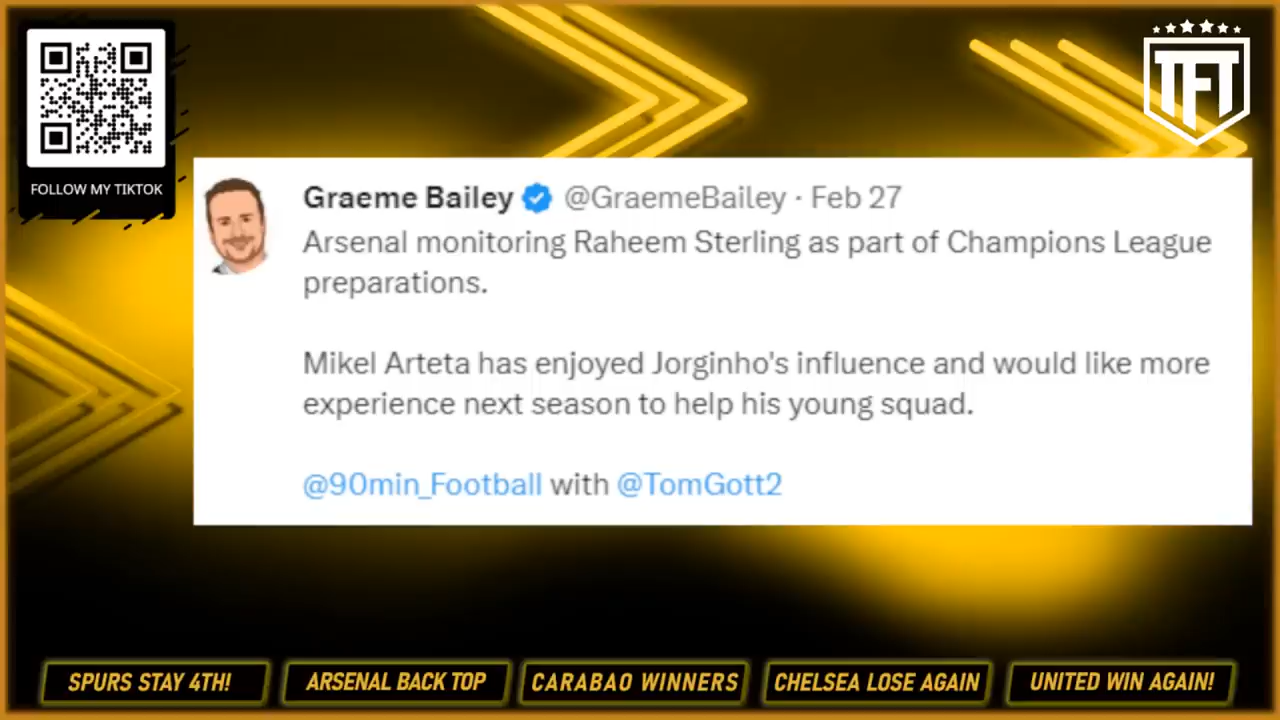 TFT
FOLLOW MY TIKTOK
Graeme Bailey @GraemeBailey · Feb 27
Arsenal monitoring Raheem Sterling as part of Champions League
preparations.
Mikel Arteta has enjoyed Jorginho's influence and would like more
experience next season to help his young squad.
@90min_Football with @TomGott2
SPURS STAY 4TH!
ARSENAL BACK TOP
CARABAO WINNERS
CHELSEA LOSE AGAIN
UNITED WIN AGAIN!